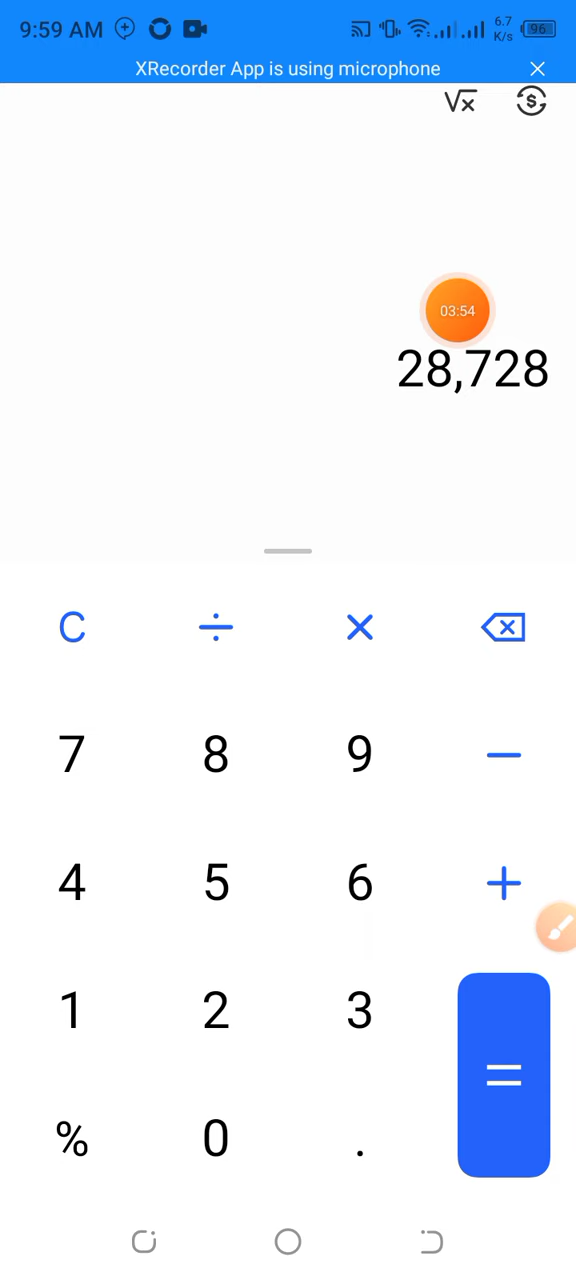 9:59 AM 6.7 K/s 96
XRecorder App is using microphone
√x $
03:54
28,728
C ÷ ×
7 8 9 −
4 5 6 +
1 2 3 =
% 0 .